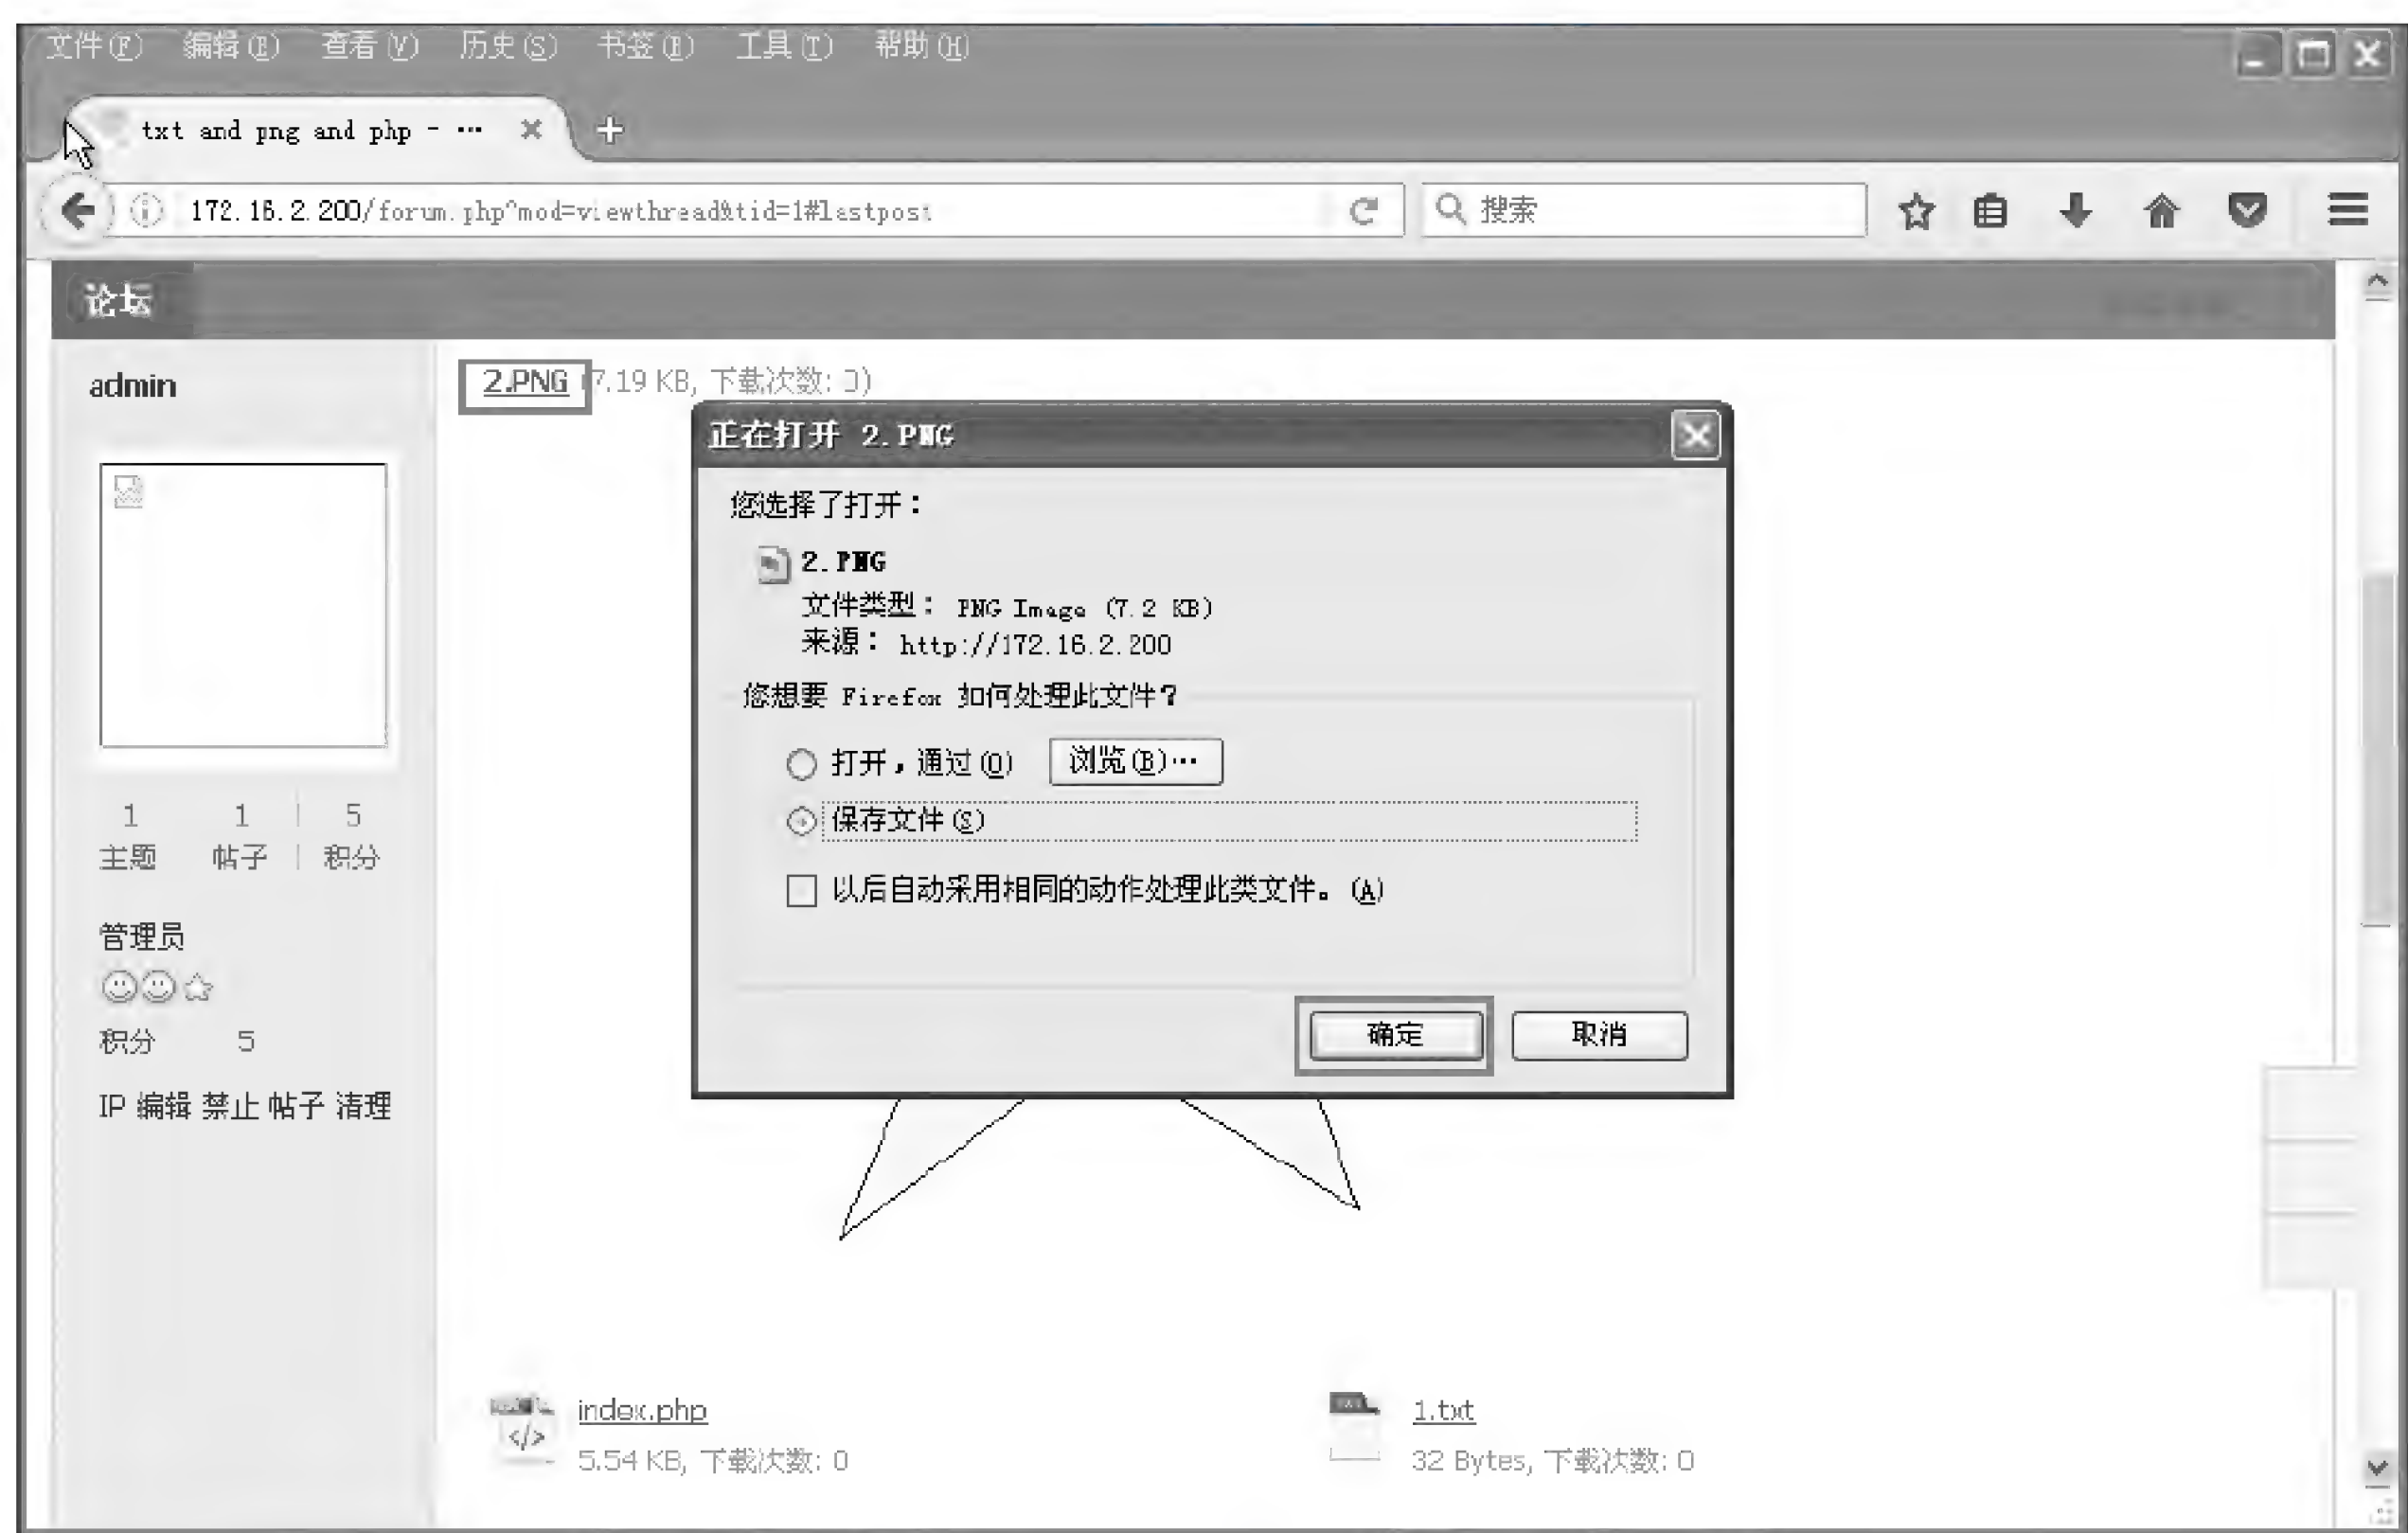 文件(F) 编辑(E) 查看(V) 历史(S) 书签(B) 工具(T) 帮助(H)
txt and png and php - ...
172.16.2.200/forum.php?mod=viewthread&tid=1#lastpost
搜索
论坛
admin
2.PNG (7.19 KB, 下载次数: 0)
正在打开 2.PNG
您选择了打开：
2.PNG
文件类型： PNG Image (7.2 KB)
来源： http://172.16.2.200
您想要 Firefox 如何处理此文件？
打开，通过(O) 浏览(B)...
保存文件(S)
以后自动采用相同的动作处理此类文件。(A)
确定 取消
1 1 5
主题 帖子 积分
管理员
积分 5
IP 编辑 禁止 帖子 清理
index.php
5.54 KB, 下载次数: 0
1.txt
32 Bytes, 下载次数: 0